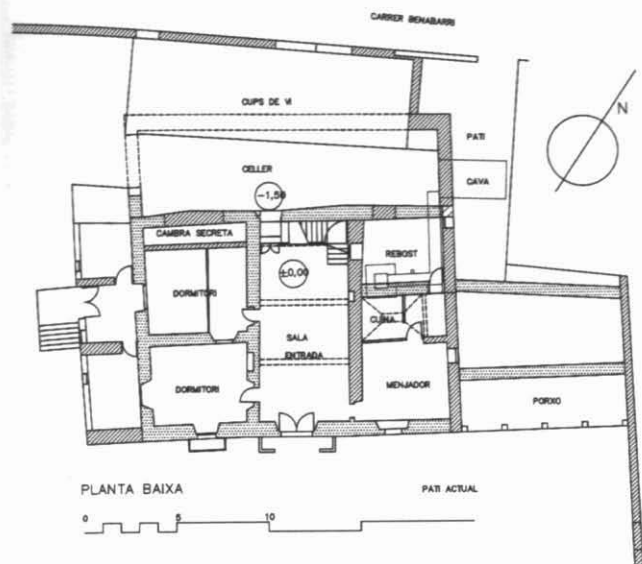 CARRER BENABARRI
CUPS DE VI
PATI
N
CELLER
CAVA
-1,50
CAMBRA SECRETA
REBOST
±0,00
DORMITORI
CUINA
SALA
ENTRADA
DORMITORI
MENJADOR
PORXO
PLANTA BAIXA
PATI ACTUAL
0 5 10